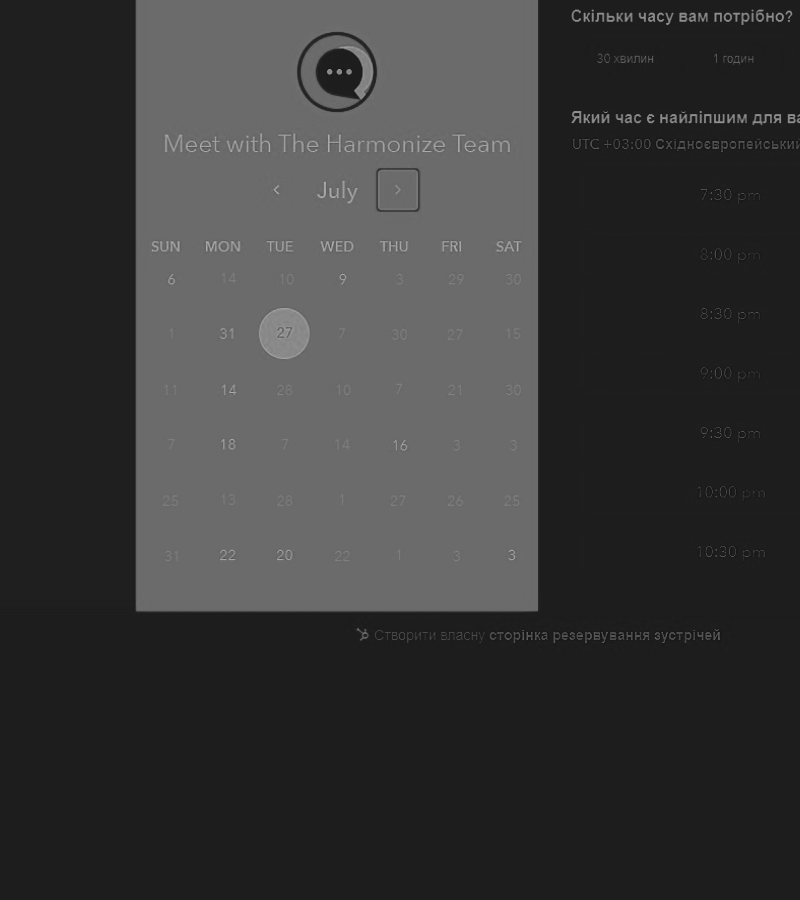 Meet with The Harmonize Team
July
SUN MON TUE WED THU FRI SAT
6 14 10 9 3 29 30
1 31 27 7 30 27 15
11 14 28 10 7 21 30
7 18 7 14 16 3 3
25 13 28 1 27 26 25
31 22 20 22 1 3 3
Скільки часу вам потрібно?
30 хвилин 1 годин
Який час є найліпшим для ва
UTC +03:00 Східноєвропейський
7:30 pm
8:00 pm
8:30 pm
9:00 pm
9:30 pm
10:00 pm
10:30 pm
Створити власну сторінка резервування зустрічей